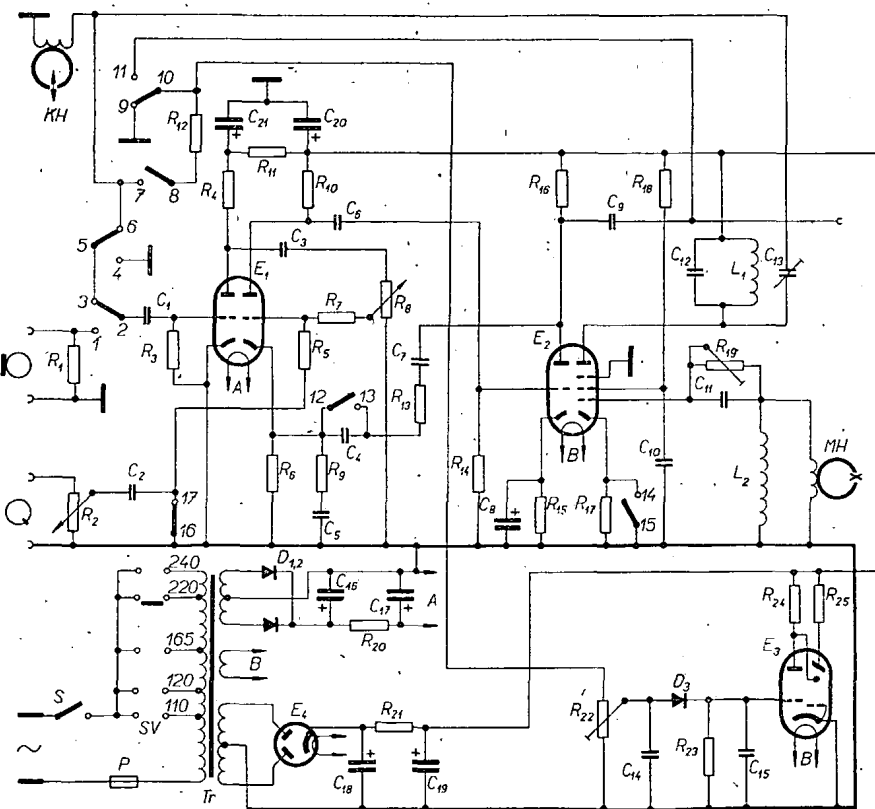 11
10
9
KH
R12
C21
C20
R11
R4
R10
R16
R18
C9
7
8
C6
6
5
4
C3
E1
C12
L1
C13
3
2
C1
R7
R8
E2
1
R3
R5
C7
R19
R1
A
12
13
R13
C11
C4
MH
R6
R9
R14
B
C10
L2
C2
17
C8
R15
R17
14
15
R2
16
C5
240
D1,2
220
C16
C17
A
R24
R25
165
R20
E3
B
120
S
110
E4
D3
SV
R21
R22
~
R23
B
P
C18
C19
C14
C15
Tr